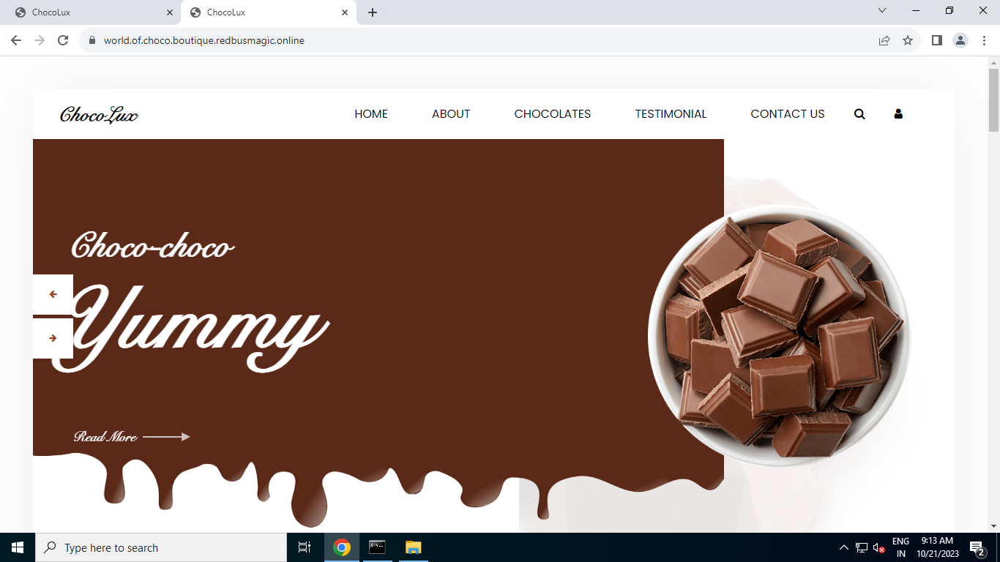 ChocoLux
ChocoLux
world.of.choco.boutique.redbusmagic.online
ChocoLux
HOME
ABOUT
CHOCOLATES
TESTIMONIAL
CONTACT US
Choco-choco
Yummy
Read More
Type here to search
ENG
IN
9:13 AM
10/21/2023
2